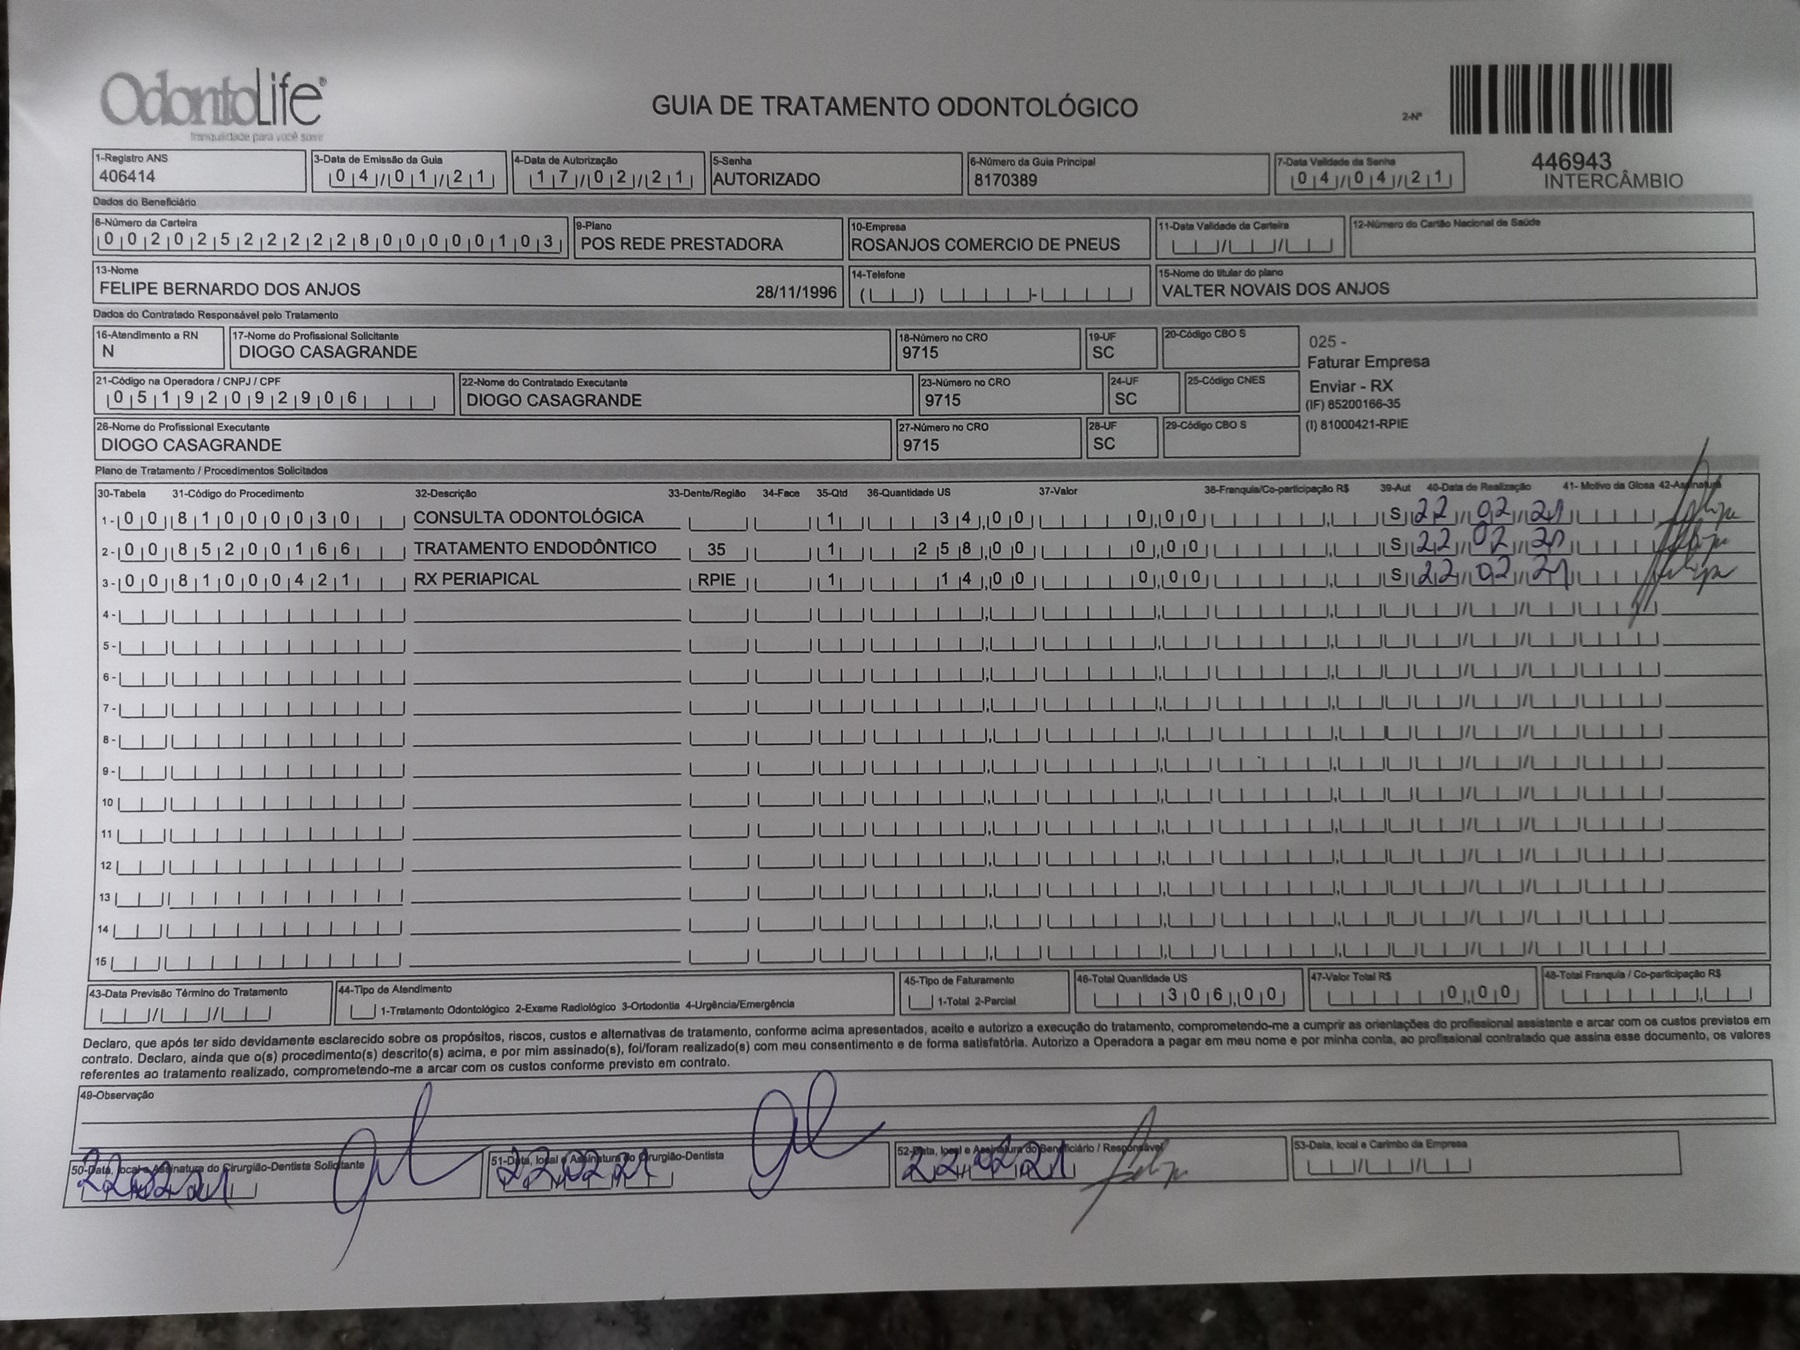 OdontoLife®
tranquilidade para você sorrir
GUIA DE TRATAMENTO ODONTOLÓGICO
2-Nº
446943
INTERCÂMBIO
1-Registro ANS
406414
3-Data de Emissão da Guia
04/01/21
4-Data de Autorização
17/02/21
5-Senha
AUTORIZADO
6-Número da Guia Principal
8170389
7-Data Validade da Senha
04/04/21
Dados do Beneficiário
8-Número da Carteira
00202522222800000103
9-Plano
POS REDE PRESTADORA
10-Empresa
ROSANJOS COMERCIO DE PNEUS
11-Data Validade da Carteira
12-Número do Cartão Nacional de Saúde
13-Nome
FELIPE BERNARDO DOS ANJOS 28/11/1996
14-Telefone
15-Nome do titular do plano
VALTER NOVAIS DOS ANJOS
Dados do Contratado Responsável pelo Tratamento
16-Atendimento a RN
N
17-Nome do Profissional Solicitante
DIOGO CASAGRANDE
18-Número no CRO
9715
19-UF
SC
20-Código CBO S
025 -
Faturar Empresa
Enviar - RX
(IF) 85200166-35
(I) 81000421-RPIE
21-Código na Operadora / CNPJ / CPF
05192092906
22-Nome do Contratado Executante
DIOGO CASAGRANDE
23-Número no CRO
9715
24-UF
SC
25-Código CNES
26-Nome do Profissional Executante
DIOGO CASAGRANDE
27-Número no CRO
9715
28-UF
SC
29-Código CBO S
Plano de Tratamento / Procedimentos Solicitados
30-Tabela 31-Código do Procedimento 32-Descrição 33-Dente/Região 34-Face 35-Qtd 36-Quantidade US 37-Valor 38-Franquia/Co-participação R$ 39-Aut 40-Data de Realização 41- Motivo da Glosa 42-Assinatura
1- 00 81000030 CONSULTA ODONTOLÓGICA 1 34,00 0,00 S 22/02/21
2- 00 85200166 TRATAMENTO ENDODÔNTICO 35 1 258,00 0,00 S 22/02/21
3- 00 81000421 RX PERIAPICAL RPIE 1 14,00 0,00 S 22/02/21
4-
5-
6-
7-
8-
9-
10
11
12
13
14
15
43-Data Previsão Término do Tratamento
44-Tipo de Atendimento
1-Tratamento Odontológico 2-Exame Radiológico 3-Ortodontia 4-Urgência/Emergência
45-Tipo de Faturamento
1-Total 2-Parcial
46-Total Quantidade US
306,00
47-Valor Total R$
0,00
48-Total Franquia / Co-participação R$
Declaro, que após ter sido devidamente esclarecido sobre os propósitos, riscos, custos e alternativas de tratamento, conforme acima apresentados, aceito e autorizo a execução do tratamento, comprometendo-me a cumprir as orientações do profissional assistente e arcar com os custos previstos em
contrato. Declaro, ainda que o(s) procedimento(s) descrito(s) acima, e por mim assinado(s), foi/foram realizado(s) com meu consentimento e de forma satisfatória. Autorizo a Operadora a pagar em meu nome e por minha conta, ao profissional contratado que assina esse documento, os valores
referentes ao tratamento realizado, comprometendo-me a arcar com os custos conforme previsto em contrato.
49-Observação
50-Data, local e Assinatura do Cirurgião-Dentista Solicitante
22 02 21
51-Data, local e Assinatura do Cirurgião-Dentista
22 02 21
52-Data, local e Assinatura do Beneficiário / Responsável
22 02 21
53-Data, local e Carimbo da Empresa